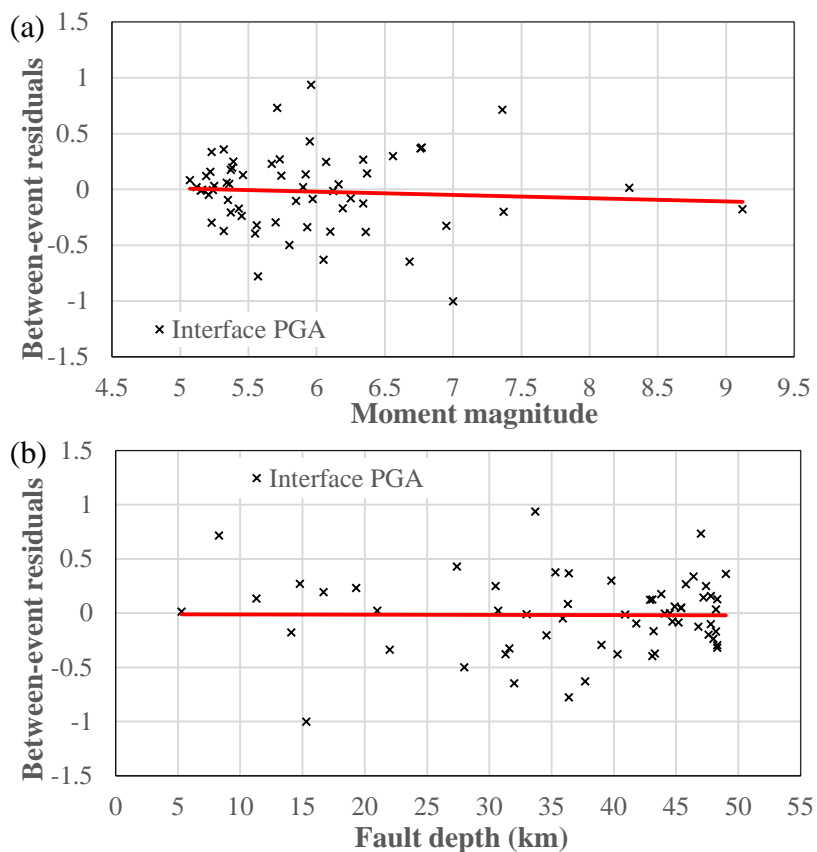 (a)
1.5
1
0.5
0
-0.5
-1
-1.5
Between-event residuals
Interface PGA
4.5 5 5.5 6 6.5 7 7.5 8 8.5 9 9.5
Moment magnitude
(b)
1.5
1
0.5
0
-0.5
-1
-1.5
Between-event residuals
Interface PGA
0 5 10 15 20 25 30 35 40 45 50 55
Fault depth (km)